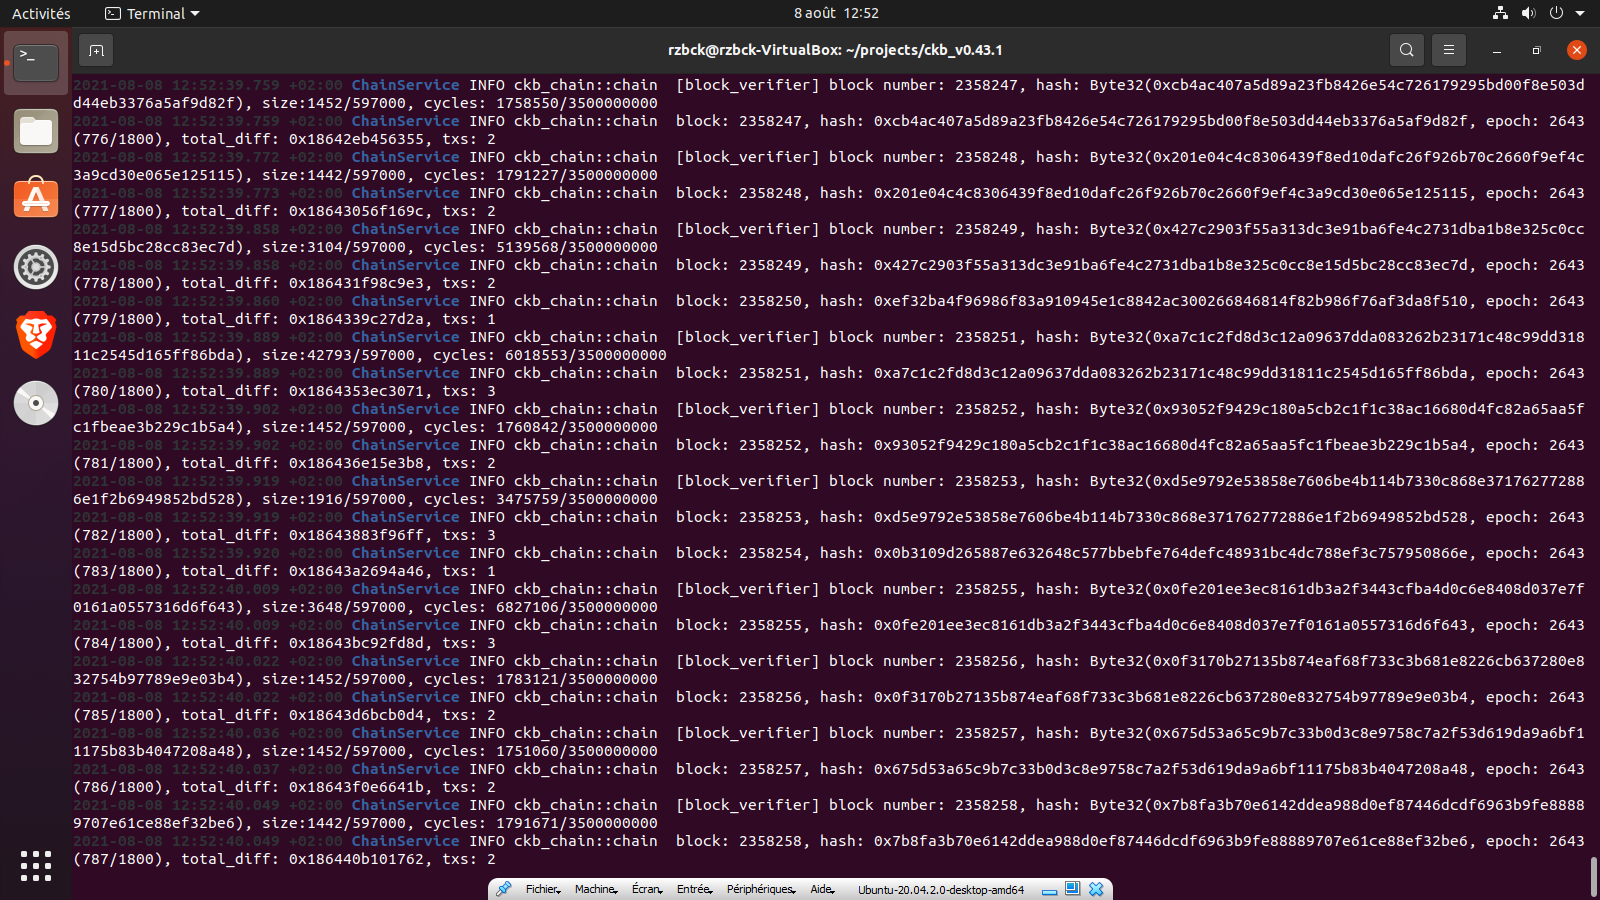 Activités
Terminal
8 août 12:52
rzbck@rzbck-VirtualBox: ~/projects/ckb_v0.43.1
2021-08-08 12:52:39.759 +02:00 ChainService INFO ckb_chain::chain  [block_verifier] block number: 2358247, hash: Byte32(0xcb4ac407a5d89a23fb8426e54c726179295bd00f8e503d
d44eb3376a5af9d82f), size:1452/597000, cycles: 1758550/3500000000
2021-08-08 12:52:39.759 +02:00 ChainService INFO ckb_chain::chain  block: 2358247, hash: 0xcb4ac407a5d89a23fb8426e54c726179295bd00f8e503dd44eb3376a5af9d82f, epoch: 2643
(776/1800), total_diff: 0x18642eb456355, txs: 2
2021-08-08 12:52:39.772 +02:00 ChainService INFO ckb_chain::chain  [block_verifier] block number: 2358248, hash: Byte32(0x201e04c4c8306439f8ed10dafc26f926b70c2660f9ef4c
3a9cd30e065e125115), size:1442/597000, cycles: 1791227/3500000000
2021-08-08 12:52:39.773 +02:00 ChainService INFO ckb_chain::chain  block: 2358248, hash: 0x201e04c4c8306439f8ed10dafc26f926b70c2660f9ef4c3a9cd30e065e125115, epoch: 2643
(777/1800), total_diff: 0x18643056f169c, txs: 2
2021-08-08 12:52:39.858 +02:00 ChainService INFO ckb_chain::chain  [block_verifier] block number: 2358249, hash: Byte32(0x427c2903f55a313dc3e91ba6fe4c2731dba1b8e325c0cc
8e15d5bc28cc83ec7d), size:3104/597000, cycles: 5139568/3500000000
2021-08-08 12:52:39.858 +02:00 ChainService INFO ckb_chain::chain  block: 2358249, hash: 0x427c2903f55a313dc3e91ba6fe4c2731dba1b8e325c0cc8e15d5bc28cc83ec7d, epoch: 2643
(778/1800), total_diff: 0x186431f98c9e3, txs: 2
2021-08-08 12:52:39.860 +02:00 ChainService INFO ckb_chain::chain  block: 2358250, hash: 0xef32ba4f96986f83a910945e1c8842ac300266846814f82b986f76af3da8f510, epoch: 2643
(779/1800), total_diff: 0x1864339c27d2a, txs: 1
2021-08-08 12:52:39.889 +02:00 ChainService INFO ckb_chain::chain  [block_verifier] block number: 2358251, hash: Byte32(0xa7c1c2fd8d3c12a09637dda083262b23171c48c99dd318
11c2545d165ff86bda), size:42793/597000, cycles: 6018553/3500000000
2021-08-08 12:52:39.889 +02:00 ChainService INFO ckb_chain::chain  block: 2358251, hash: 0xa7c1c2fd8d3c12a09637dda083262b23171c48c99dd31811c2545d165ff86bda, epoch: 2643
(780/1800), total_diff: 0x1864353ec3071, txs: 3
2021-08-08 12:52:39.902 +02:00 ChainService INFO ckb_chain::chain  [block_verifier] block number: 2358252, hash: Byte32(0x93052f9429c180a5cb2c1f1c38ac16680d4fc82a65aa5f
c1fbeae3b229c1b5a4), size:1452/597000, cycles: 1760842/3500000000
2021-08-08 12:52:39.902 +02:00 ChainService INFO ckb_chain::chain  block: 2358252, hash: 0x93052f9429c180a5cb2c1f1c38ac16680d4fc82a65aa5fc1fbeae3b229c1b5a4, epoch: 2643
(781/1800), total_diff: 0x186436e15e3b8, txs: 2
2021-08-08 12:52:39.919 +02:00 ChainService INFO ckb_chain::chain  [block_verifier] block number: 2358253, hash: Byte32(0xd5e9792e53858e7606be4b114b7330c868e37176277288
6e1f2b6949852bd528), size:1916/597000, cycles: 3475759/3500000000
2021-08-08 12:52:39.919 +02:00 ChainService INFO ckb_chain::chain  block: 2358253, hash: 0xd5e9792e53858e7606be4b114b7330c868e371762772886e1f2b6949852bd528, epoch: 2643
(782/1800), total_diff: 0x18643883f96ff, txs: 3
2021-08-08 12:52:39.920 +02:00 ChainService INFO ckb_chain::chain  block: 2358254, hash: 0x0b3109d265887e632648c577bbebfe764defc48931bc4dc788ef3c757950866e, epoch: 2643
(783/1800), total_diff: 0x18643a2694a46, txs: 1
2021-08-08 12:52:40.009 +02:00 ChainService INFO ckb_chain::chain  [block_verifier] block number: 2358255, hash: Byte32(0x0fe201ee3ec8161db3a2f3443cfba4d0c6e8408d037e7f
0161a0557316d6f643), size:3648/597000, cycles: 6827106/3500000000
2021-08-08 12:52:40.009 +02:00 ChainService INFO ckb_chain::chain  block: 2358255, hash: 0x0fe201ee3ec8161db3a2f3443cfba4d0c6e8408d037e7f0161a0557316d6f643, epoch: 2643
(784/1800), total_diff: 0x18643bc92fd8d, txs: 3
2021-08-08 12:52:40.022 +02:00 ChainService INFO ckb_chain::chain  [block_verifier] block number: 2358256, hash: Byte32(0x0f3170b27135b874eaf68f733c3b681e8226cb637280e8
32754b97789e9e03b4), size:1452/597000, cycles: 1783121/3500000000
2021-08-08 12:52:40.022 +02:00 ChainService INFO ckb_chain::chain  block: 2358256, hash: 0x0f3170b27135b874eaf68f733c3b681e8226cb637280e832754b97789e9e03b4, epoch: 2643
(785/1800), total_diff: 0x18643d6bcb0d4, txs: 2
2021-08-08 12:52:40.036 +02:00 ChainService INFO ckb_chain::chain  [block_verifier] block number: 2358257, hash: Byte32(0x675d53a65c9b7c33b0d3c8e9758c7a2f53d619da9a6bf1
1175b83b4047208a48), size:1452/597000, cycles: 1751060/3500000000
2021-08-08 12:52:40.037 +02:00 ChainService INFO ckb_chain::chain  block: 2358257, hash: 0x675d53a65c9b7c33b0d3c8e9758c7a2f53d619da9a6bf11175b83b4047208a48, epoch: 2643
(786/1800), total_diff: 0x18643f0e6641b, txs: 2
2021-08-08 12:52:40.049 +02:00 ChainService INFO ckb_chain::chain  [block_verifier] block number: 2358258, hash: Byte32(0x7b8fa3b70e6142ddea988d0ef87446dcdf6963b9fe8888
9707e61ce88ef32be6), size:1442/597000, cycles: 1791671/3500000000
2021-08-08 12:52:40.049 +02:00 ChainService INFO ckb_chain::chain  block: 2358258, hash: 0x7b8fa3b70e6142ddea988d0ef87446dcdf6963b9fe88889707e61ce88ef32be6, epoch: 2643
(787/1800), total_diff: 0x186440b101762, txs: 2
Fichier Machine Écran Entrée Périphériques Aide Ubuntu-20.04.2.0-desktop-amd64